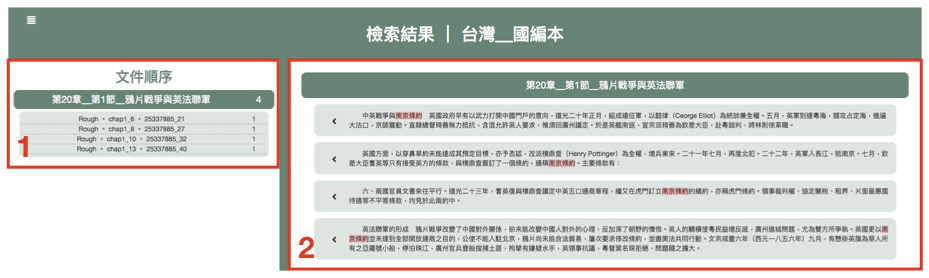 檢索結果 ｜ 台灣__國編本
文件順序
第20章__第1節__鴉片戰爭與英法聯軍 4
Rough • chap1_6 • 25337885_21 1
Rough • chap1_8 • 25337885_27 1
Rough • chap1_10 • 25337885_32 1
Rough • chap1_13 • 25337885_40 1
1
第20章__第1節__鴉片戰爭與英法聯軍
中英戰爭與南京條約 英國政府早有以武力打開中國門戶的意向，道光二十年正月，組成遠征軍，以懿律（Ceorge Elliot）為統帥兼全權。五月，英軍到達粵海，隨攻占定海，進逼
大沽口，京師震動。直隸總督琦善無力抵抗，含混允許英人要求，惟須回廣州議定。於是英艦南返，宣宗派琦善為欽差大臣，赴粵談判，將林則徐革職。
英國方面，以穿鼻草約未能達成其預定目標，亦予否認，改派樸鼎查（Henry Pottinger）為全權，增兵東來。二十一年七月，再度北犯。二十二年，英軍入長江，抵南京。七月，欽
差大臣耆英等只有接受英方的條款，與樸鼎查簽訂了一個條約，通稱南京條約。主要條款有：
六、兩國官員文書來往平行。道光二十三年，耆英復與樸鼎查議定中英五口通商章程，繼又在虎門訂立南京條約的續約，亦稱虎門條約。領事裁判權、協定關稅、租界、片面最惠國
待遇等不平等條款，均見於此兩約中。
英法聯軍的形成 鴉片戰爭改變了中國對外關係，卻未能改變中國人對外的心理，反加深了朝野的憤恨。英人的驕橫使粵民益增反感，廣州進城問題，尤為雙方所爭執。英國更以南
京條約並未達到全部開放通商之目的，公使不能入駐北京，鴉片尚未能合法貿易，屢次要求修改條約，並邀美法共同行動。文宗咸豐六年（西元一八五六年）九月，有懸掛英旗為華人所
有之亞羅號小船，停泊珠江，廣州官兵登船搜捕土匪，拘拏有嫌疑水手，英領事抗議，粵督葉名琛拒絕，問題隨之擴大。
2